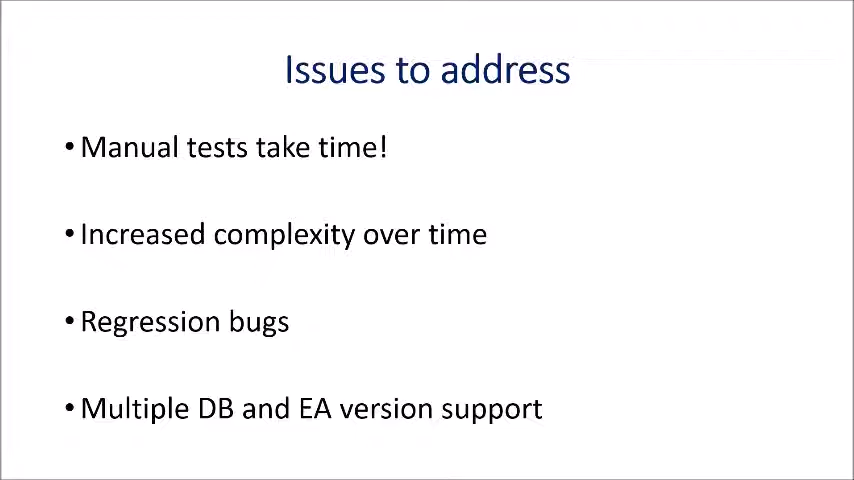 Issues to address
• Manual tests take time!
• Increased complexity over time
• Regression bugs
• Multiple DB and EA version support